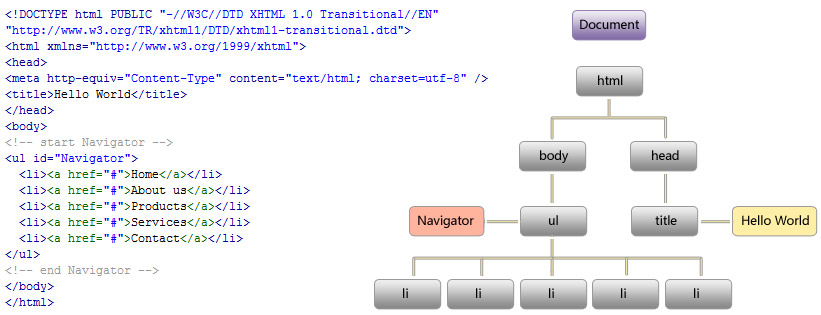 <!DOCTYPE html PUBLIC "-//W3C//DTD XHTML 1.0 Transitional//EN"
"http://www.w3.org/TR/xhtml1/DTD/xhtml1-transitional.dtd">
<html xmlns="http://www.w3.org/1999/xhtml">
<head>
<meta http-equiv="Content-Type" content="text/html; charset=utf-8" />
<title>Hello World</title>
</head>
<body>
<!-- start Navigator -->
<ul id="Navigator">
  <li><a href="#">Home</a></li>
  <li><a href="#">About us</a></li>
  <li><a href="#">Products</a></li>
  <li><a href="#">Services</a></li>
  <li><a href="#">Contact</a></li>
</ul>
<!-- end Navigator -->
</body>
</html>
Document
html
body head
Navigator ul title Hello World
li li li li li